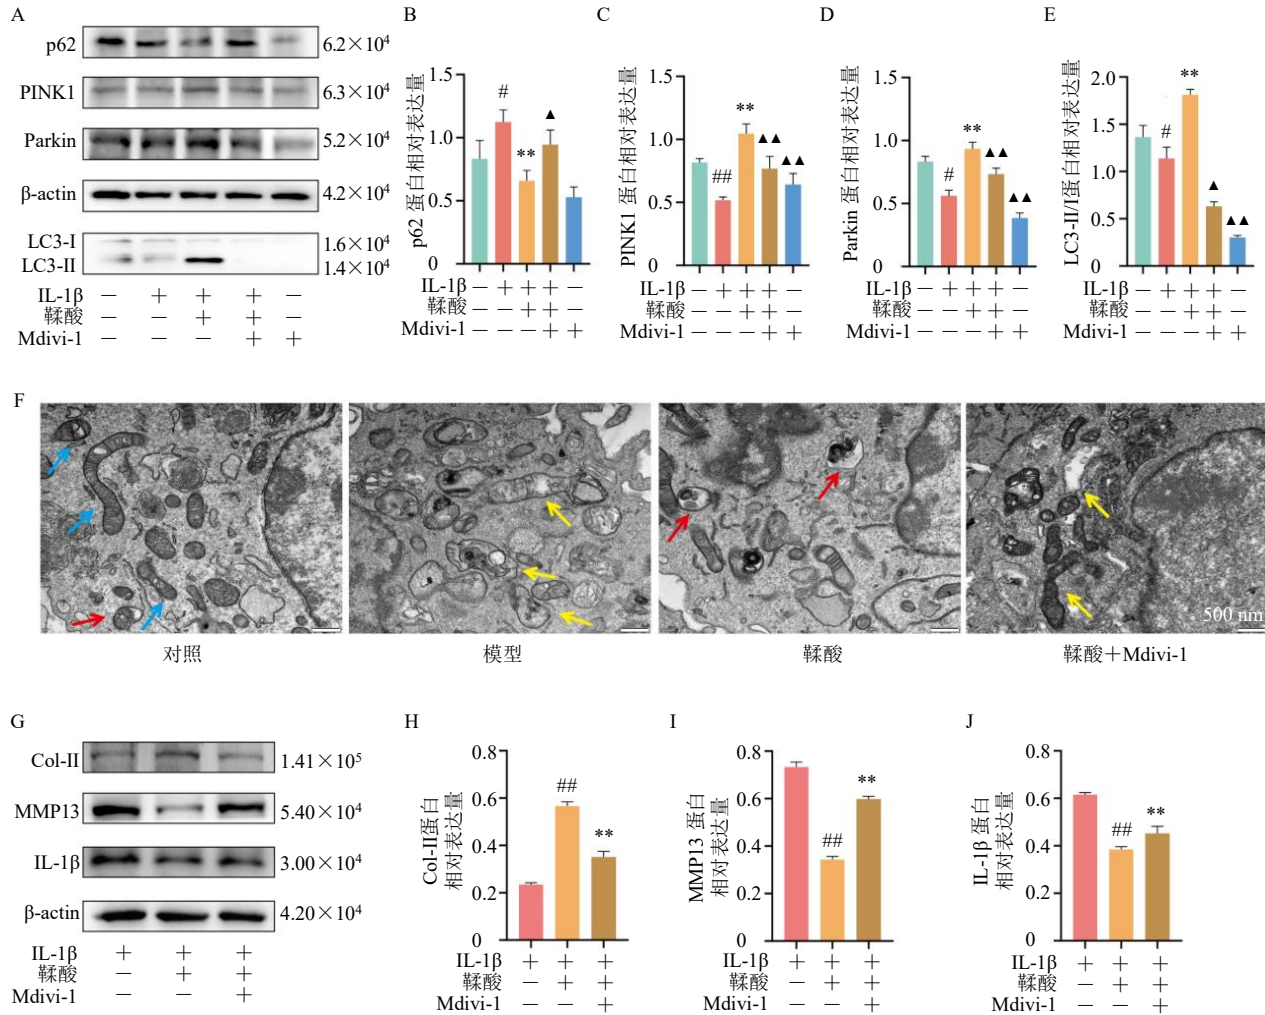 A
p62
6.2×10⁴
PINK1
6.3×10⁴
Parkin
5.2×10⁴
β-actin
4.2×10⁴
LC3-I
1.6×10⁴
LC3-II
1.4×10⁴
IL-1β — + + + —
鞣酸 — — + + —
Mdivi-1 — — — + +
B
p62 蛋白相对表达量
1.5
1.0
0.5
0
#
**
▲
— + + + —
— — + + —
Mdivi-1 — — — + +
C
PINK1 蛋白相对表达量
1.5
1.0
0.5
0
##
**
▲▲
▲▲
IL-1β — + + + —
鞣酸 — — + + —
Mdivi-1 — — — + +
D
Parkin 蛋白相对表达量
1.5
1.0
0.5
0
#
**
▲▲
▲▲
IL-1β — + + + —
鞣酸 — — + + —
Mdivi-1 — — — + +
E
LC3-II/I蛋白相对表达量
2.0
1.5
1.0
0.5
0
#
**
▲
▲▲
IL-1β — + + + —
鞣酸 — — + + —
Mdivi-1 — — — + +
F
500 nm
对照
模型
鞣酸
鞣酸+Mdivi-1
G
Col-II
1.41×10⁵
MMP13
5.40×10⁴
IL-1β
3.00×10⁴
β-actin
4.20×10⁴
IL-1β + + +
鞣酸 — + +
Mdivi-1 — — +
H
Col-II蛋白
相对表达量
0.8
0.6
0.4
0.2
0
##
**
IL-1β + + +
鞣酸 — + +
Mdivi-1 — — +
I
MMP13 蛋白
相对表达量
0.8
0.6
0.4
0.2
0
##
**
IL-1β + + +
鞣酸 — + +
Mdivi-1 — — +
J
IL-1β 蛋白
相对表达量
0.8
0.6
0.4
0.2
0
##
**
IL-1β + + +
鞣酸 — + +
Mdivi-1 — — +